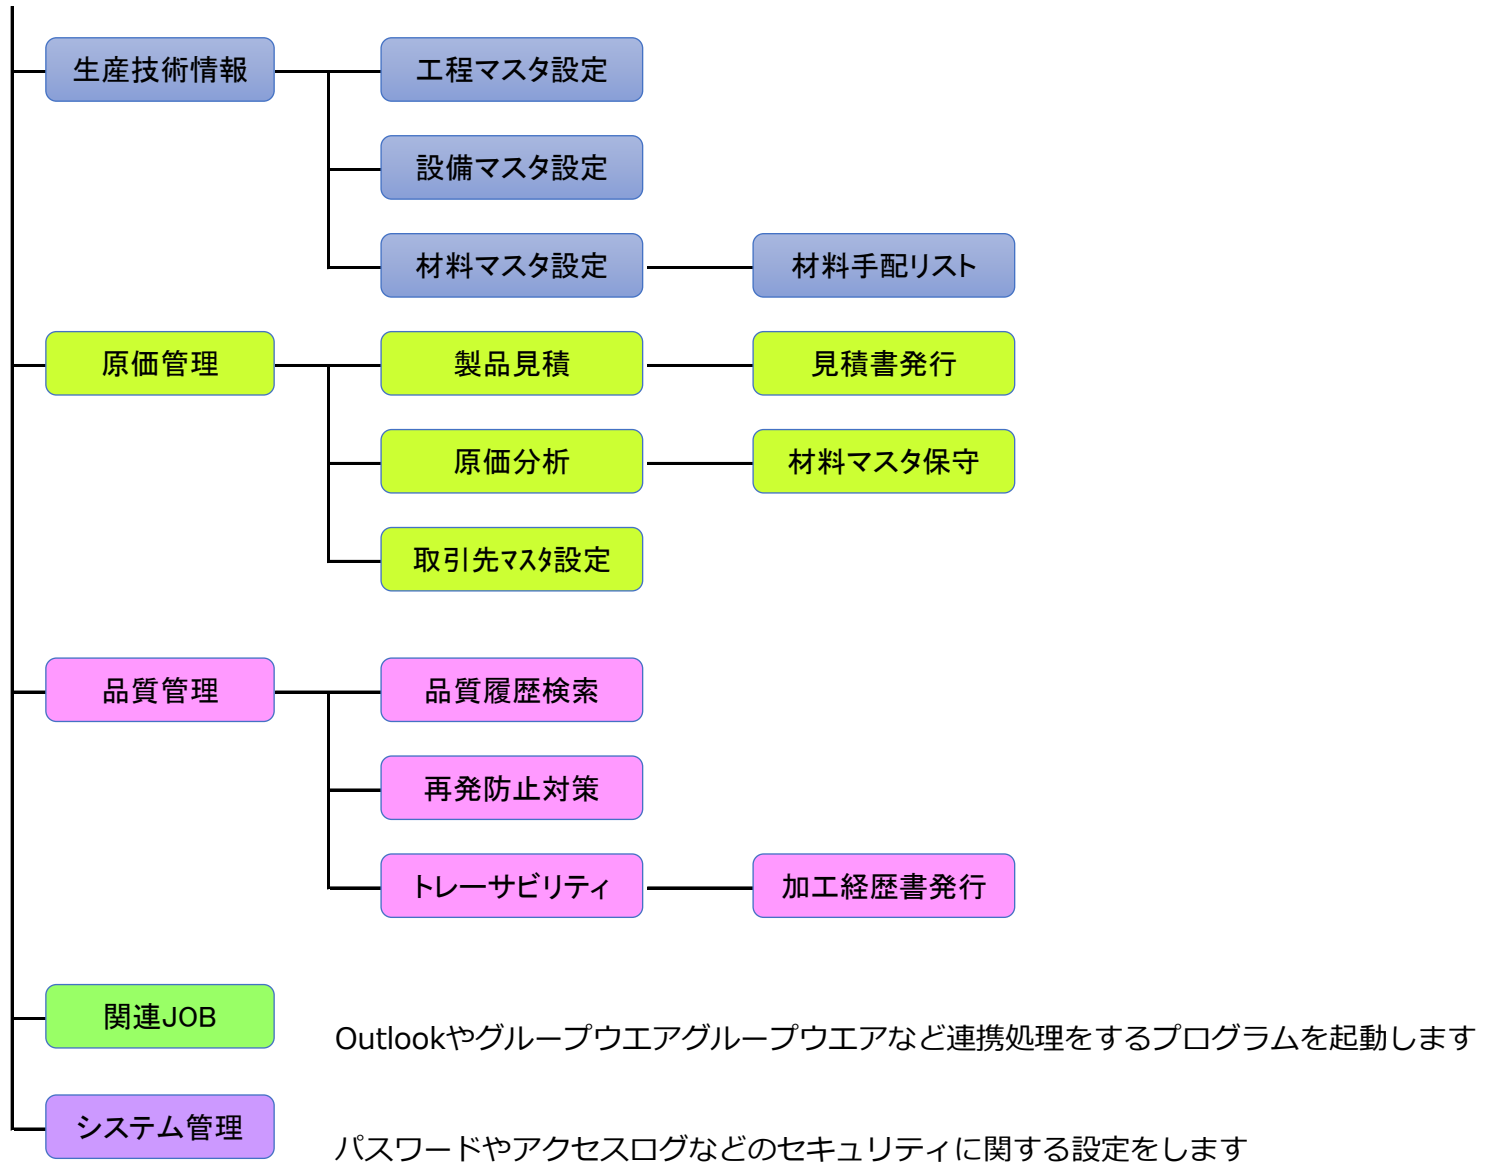 生産技術情報
工程マスタ設定
設備マスタ設定
材料マスタ設定
材料手配リスト
原価管理
製品見積
見積書発行
原価分析
材料マスタ保守
取引先ﾏｽﾀ設定
品質管理
品質履歴検索
再発防止対策
トレーサビリティ
加工経歴書発行
関連JOB
Outlookやグループウエアグループウエアなど連携処理をするプログラムを起動します
システム管理
パスワードやアクセスログなどのセキュリティに関する設定をします